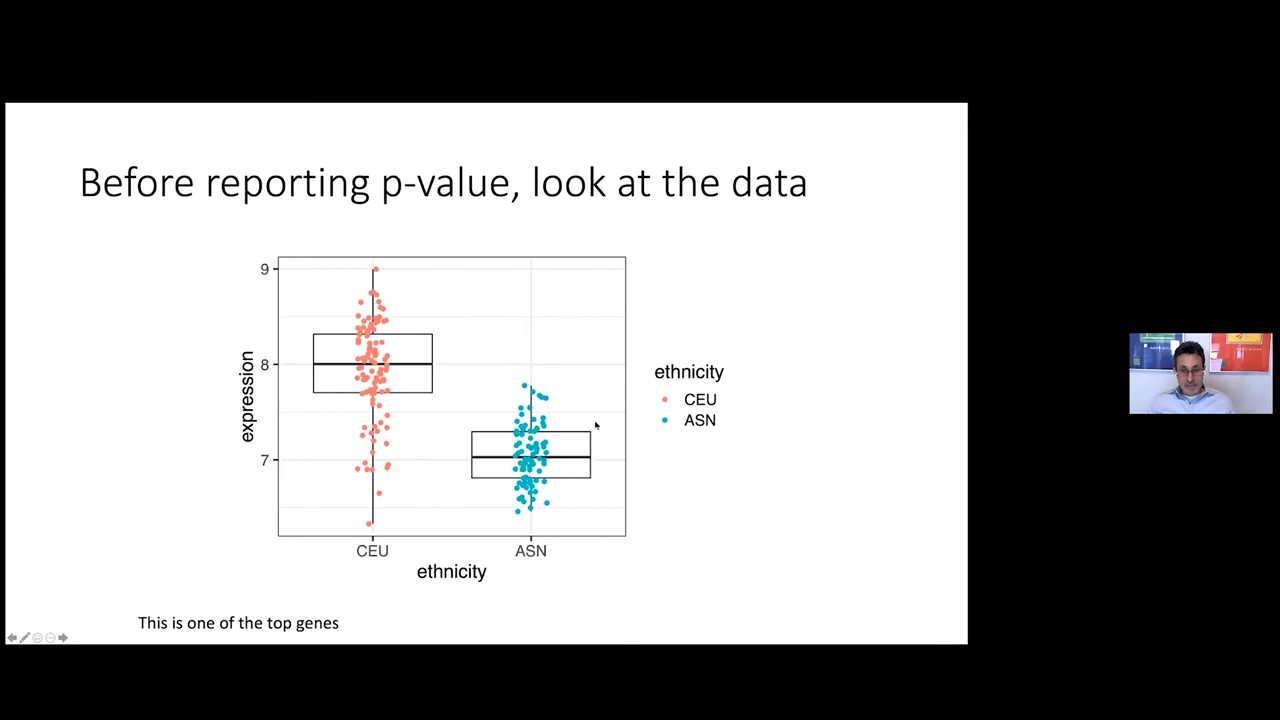 Before reporting p-value, look at the data
9
8
7
expression
CEU
ASN
ethnicity
ethnicity
CEU
ASN
This is one of the top genes